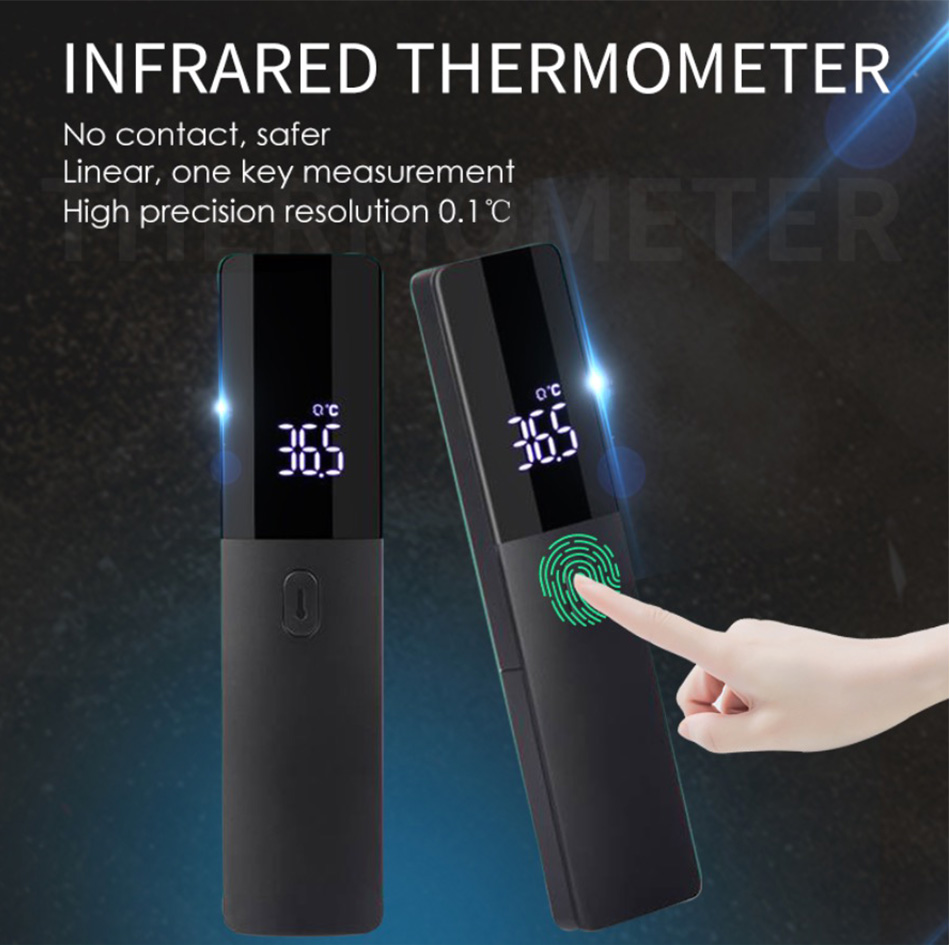 INFRARED THERMOMETER
No contact, safer
Linear, one key measurement
High precision resolution 0.1℃
THERMOMETER
℃
36.5
℃
36.5